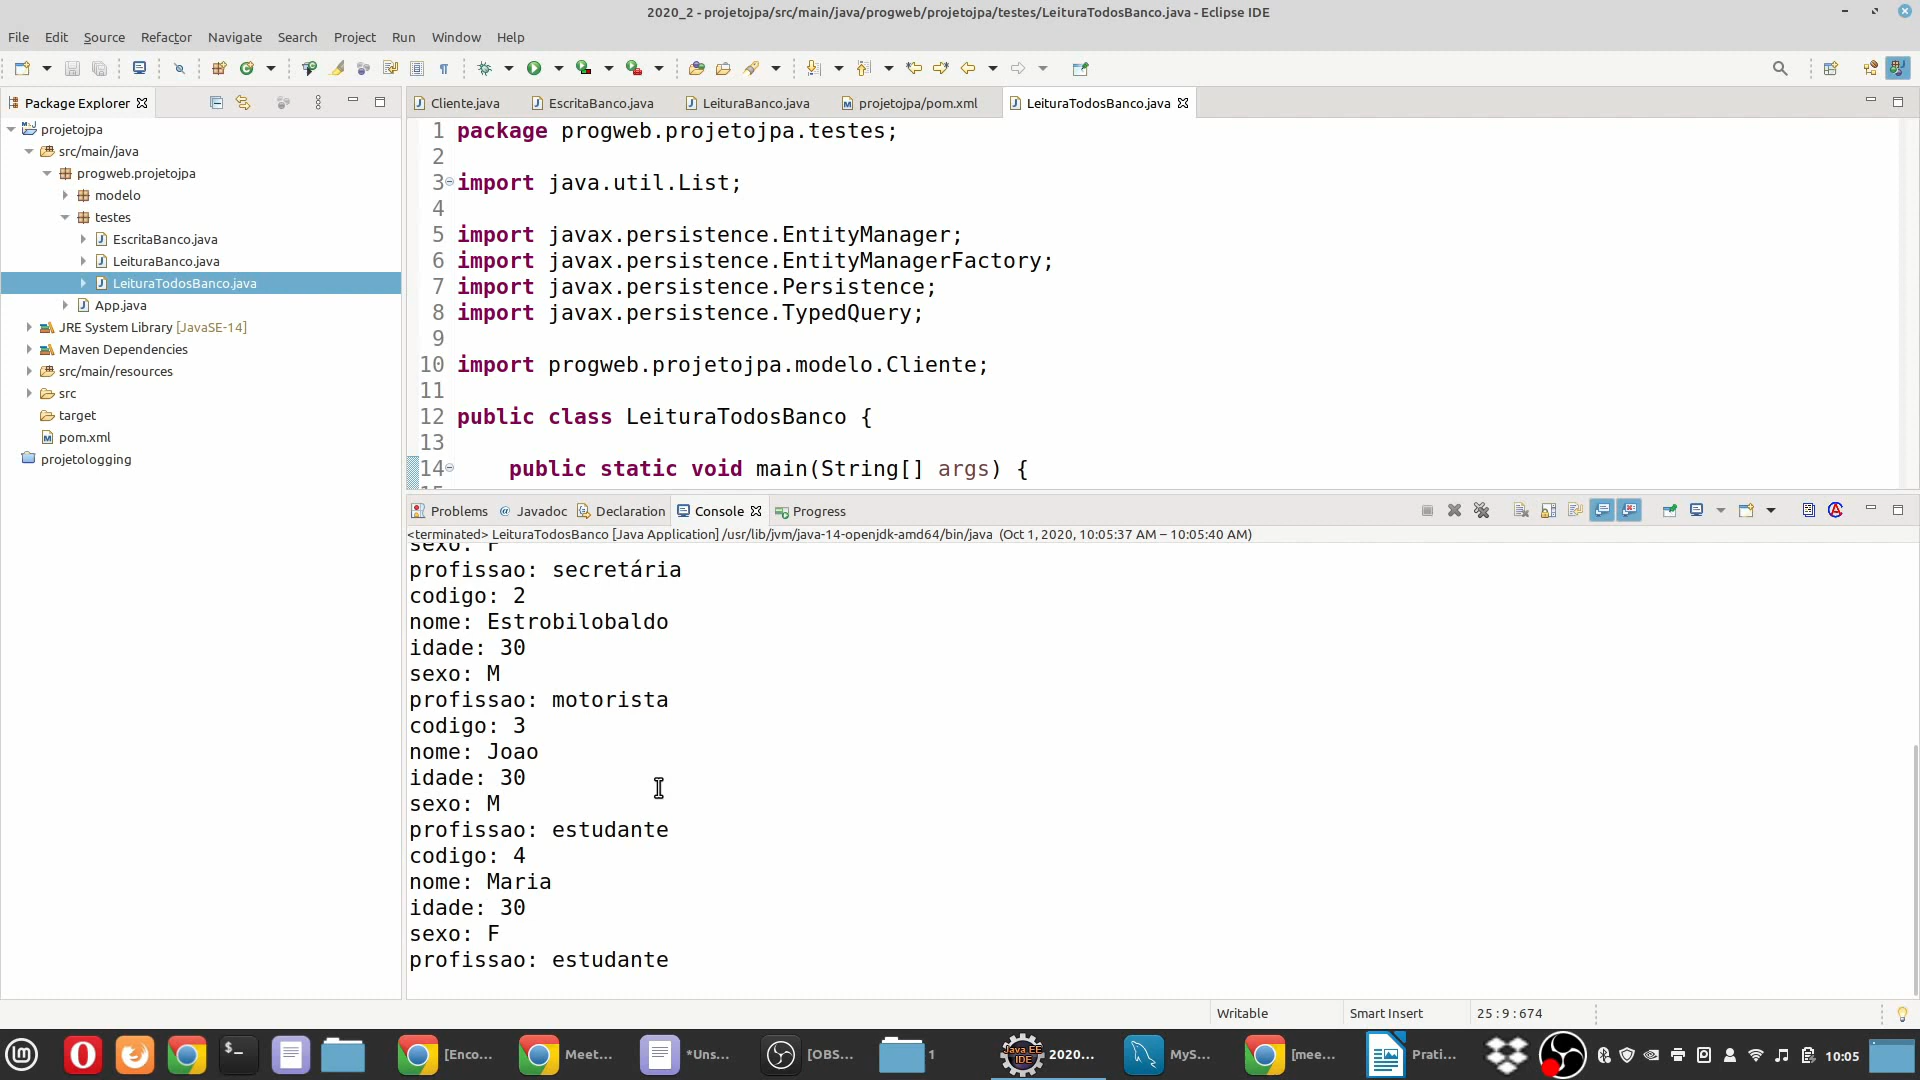 2020_2 - projetojpa/src/main/java/progweb/projetojpa/testes/LeituraTodosBanco.java - Eclipse IDE
File Edit Source Refactor Navigate Search Project Run Window Help
Package Explorer
projetojpa
src/main/java
progweb.projetojpa
modelo
testes
EscritaBanco.java
LeituraBanco.java
LeituraTodosBanco.java
App.java
JRE System Library [JavaSE-14]
Maven Dependencies
src/main/resources
src
target
pom.xml
projetologging
Cliente.java EscritaBanco.java LeituraBanco.java projetojpa/pom.xml LeituraTodosBanco.java
1 package progweb.projetojpa.testes;
2
3 import java.util.List;
4
5 import javax.persistence.EntityManager;
6 import javax.persistence.EntityManagerFactory;
7 import javax.persistence.Persistence;
8 import javax.persistence.TypedQuery;
9
10 import progweb.projetojpa.modelo.Cliente;
11
12 public class LeituraTodosBanco {
13
14 public static void main(String[] args) {
Problems Javadoc Declaration Console Progress
<terminated> LeituraTodosBanco [Java Application] /usr/lib/jvm/java-14-openjdk-amd64/bin/java (Oct 1, 2020, 10:05:37 AM – 10:05:40 AM)
sexo: F
profissao: secretária
codigo: 2
nome: Estrobilobaldo
idade: 30
sexo: M
profissao: motorista
codigo: 3
nome: Joao
idade: 30
sexo: M
profissao: estudante
codigo: 4
nome: Maria
idade: 30
sexo: F
profissao: estudante
Writable Smart Insert 25 : 9 : 674
[Enco... Meet... *Uns... [OBS... 1 2020... MyS... [mee... Prati... 10:05